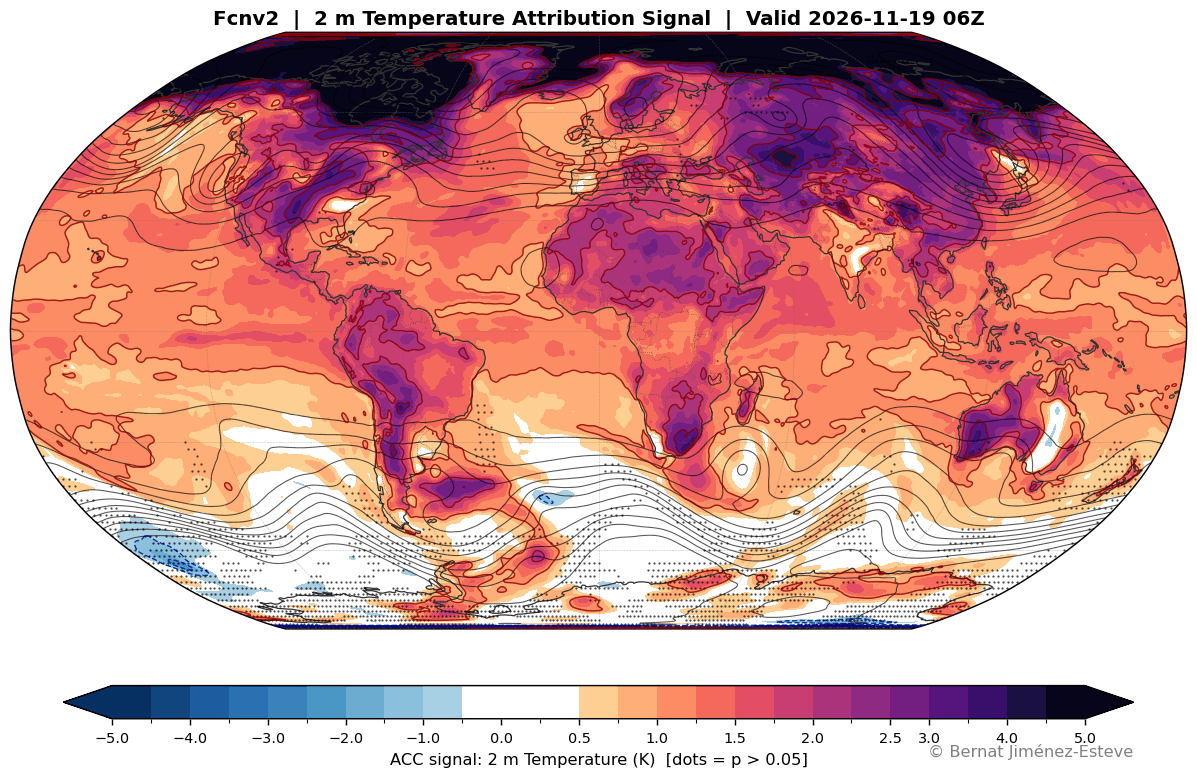 Fcnv2  |  2 m Temperature Attribution Signal  |  Valid 2026-11-19 06Z
−5.0 −4.0 −3.0 −2.0 −1.0 0.0 0.5 1.0 1.5 2.0 2.5 3.0 4.0 5.0
© Bernat Jiménez-Esteve
ACC signal: 2 m Temperature (K)  [dots = p > 0.05]